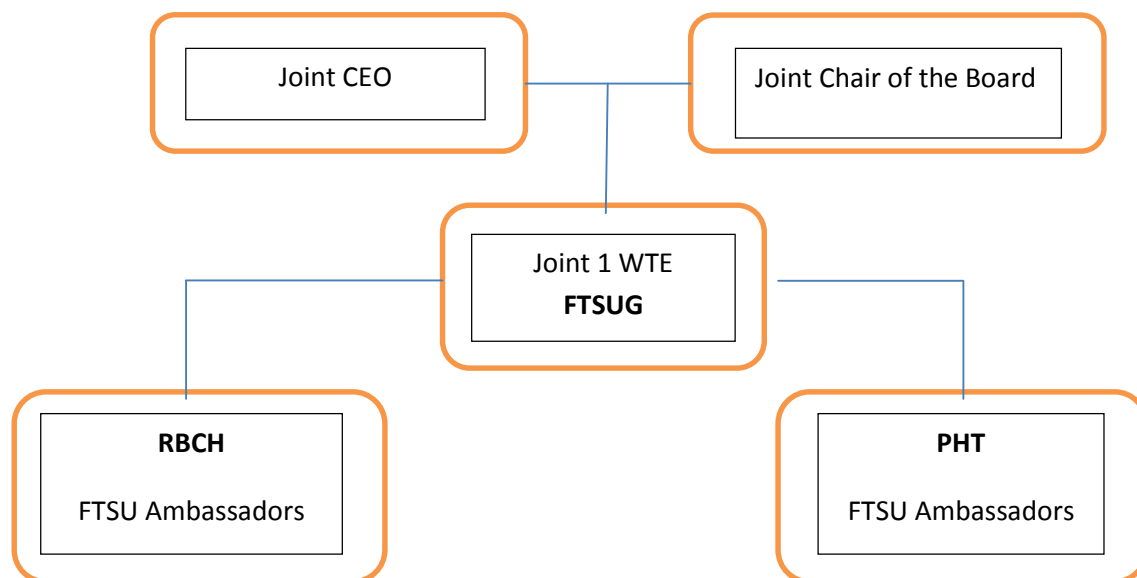 Joint CEO
Joint Chair of the Board
Joint 1 WTE
FTSUG
RBCH
FTSU Ambassadors
PHT
FTSU Ambassadors